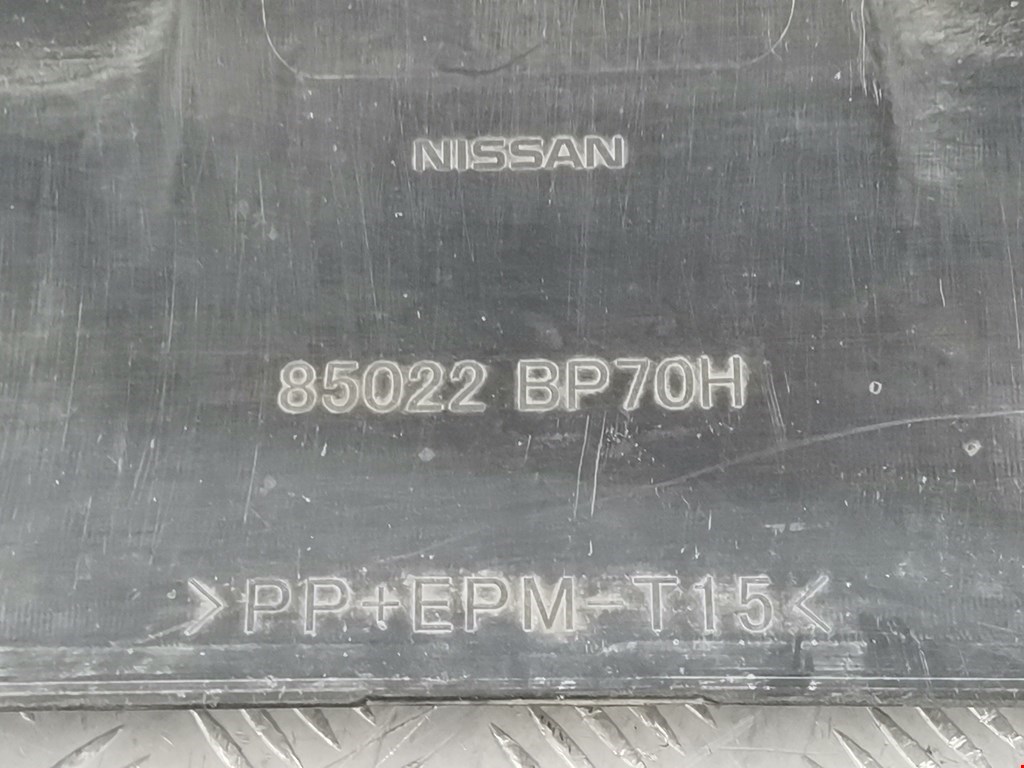 NISSAN
85022 BP70H
>PP+EPM-T15<